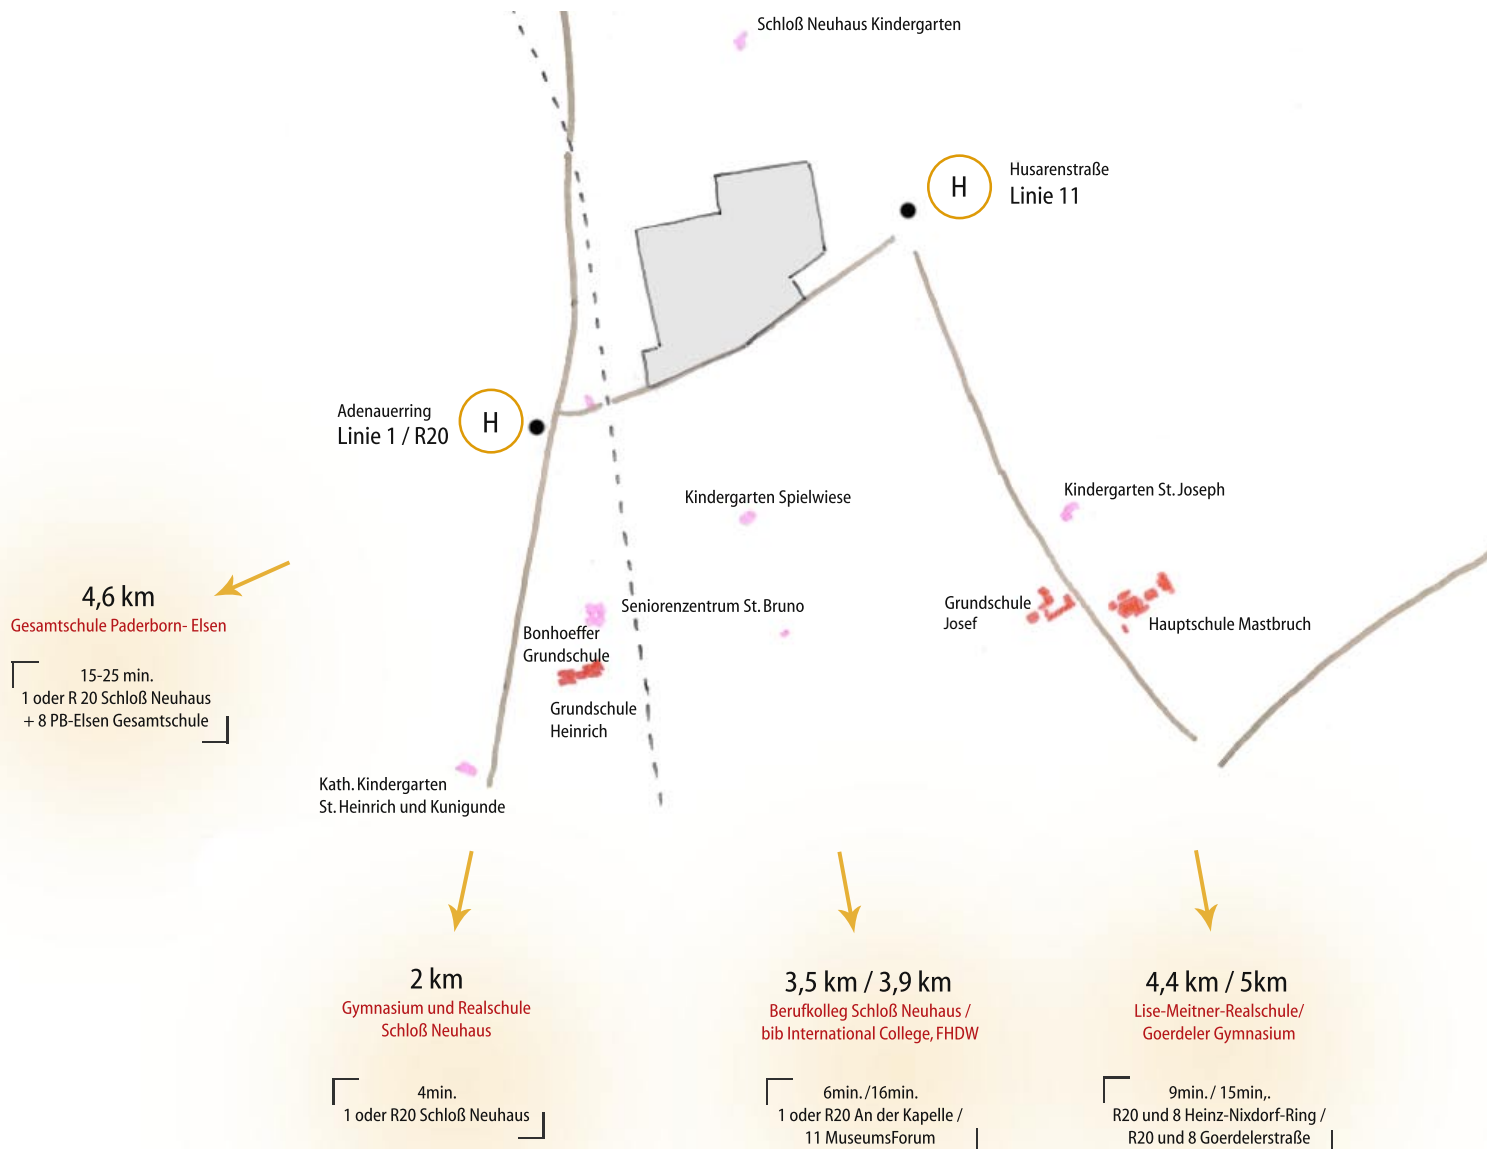 Schloß Neuhaus Kindergarten
H
Husarenstraße
Linie 11
Adenauerring
Linie 1 / R20
H
Kindergarten Spielwiese
Kindergarten St. Joseph
4,6 km
Gesamtschule Paderborn- Elsen
15-25 min.
1 oder R 20 Schloß Neuhaus
+ 8 PB-Elsen Gesamtschule
Seniorenzentrum St. Bruno
Bonhoeffer
Grundschule
Grundschule
Josef
Hauptschule Mastbruch
Grundschule
Heinrich
Kath. Kindergarten
St. Heinrich und Kunigunde
2 km
Gymnasium und Realschule
Schloß Neuhaus
4min.
1 oder R20 Schloß Neuhaus
3,5 km / 3,9 km
Berufkolleg Schloß Neuhaus /
bib International College, FHDW
6min. /16min.
1 oder R20 An der Kapelle /
11 MuseumsForum
4,4 km / 5km
Lise-Meitner-Realschule/
Goerdeler Gymnasium
9min. / 15min,.
R20 und 8 Heinz-Nixdorf-Ring /
R20 und 8 Goerdelerstraße